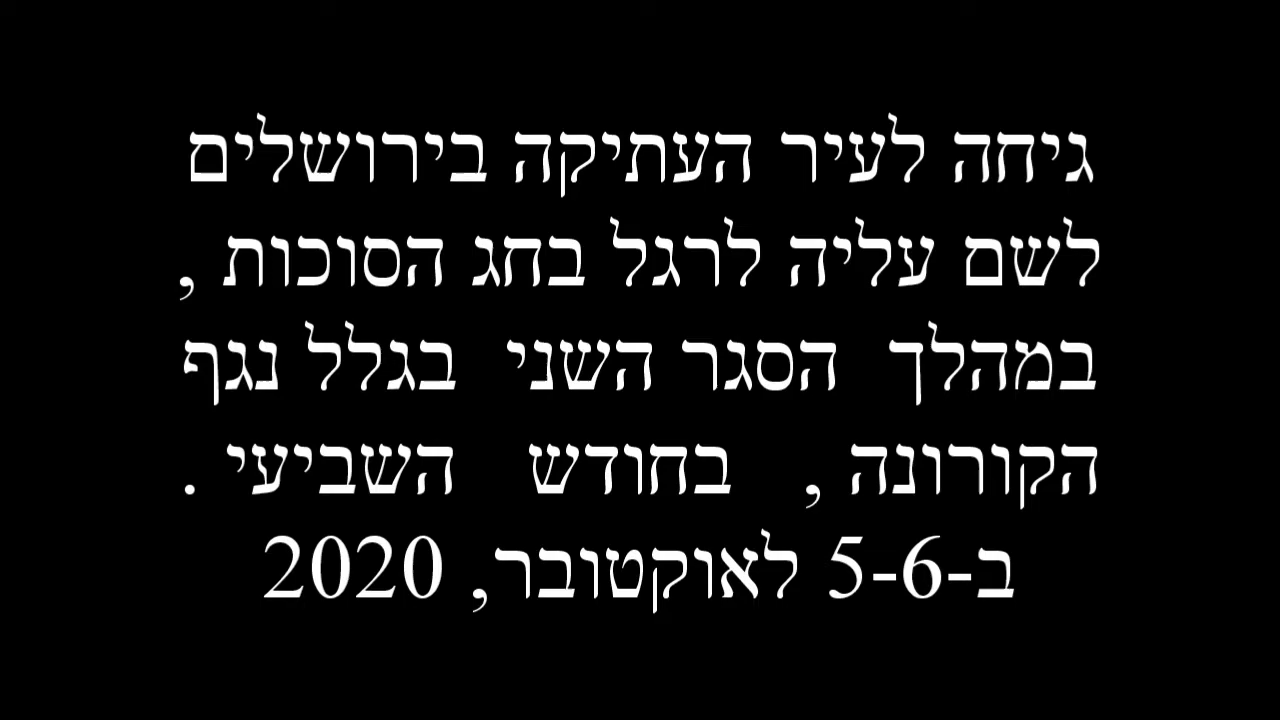 גיחה לעיר העתיקה בירושלים
לשם עליה לרגל בחג הסוכות ,
במהלך  הסגר השני  בגלל נגף
הקורונה ,  בחודש  השביעי .
ב-5-6 לאוקטובר, 2020